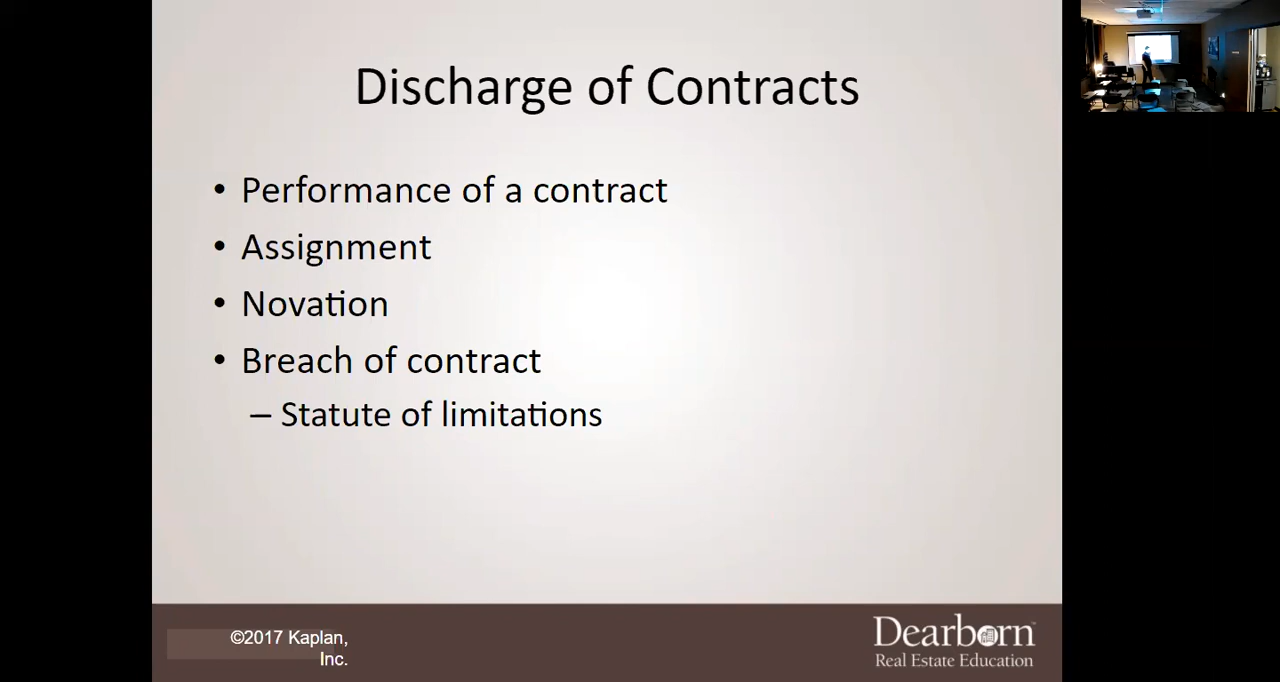 Discharge of Contracts
• Performance of a contract
• Assignment
• Novation
• Breach of contract
– Statute of limitations
©2017 Kaplan,
Inc.
Dearborn™
Real Estate Education